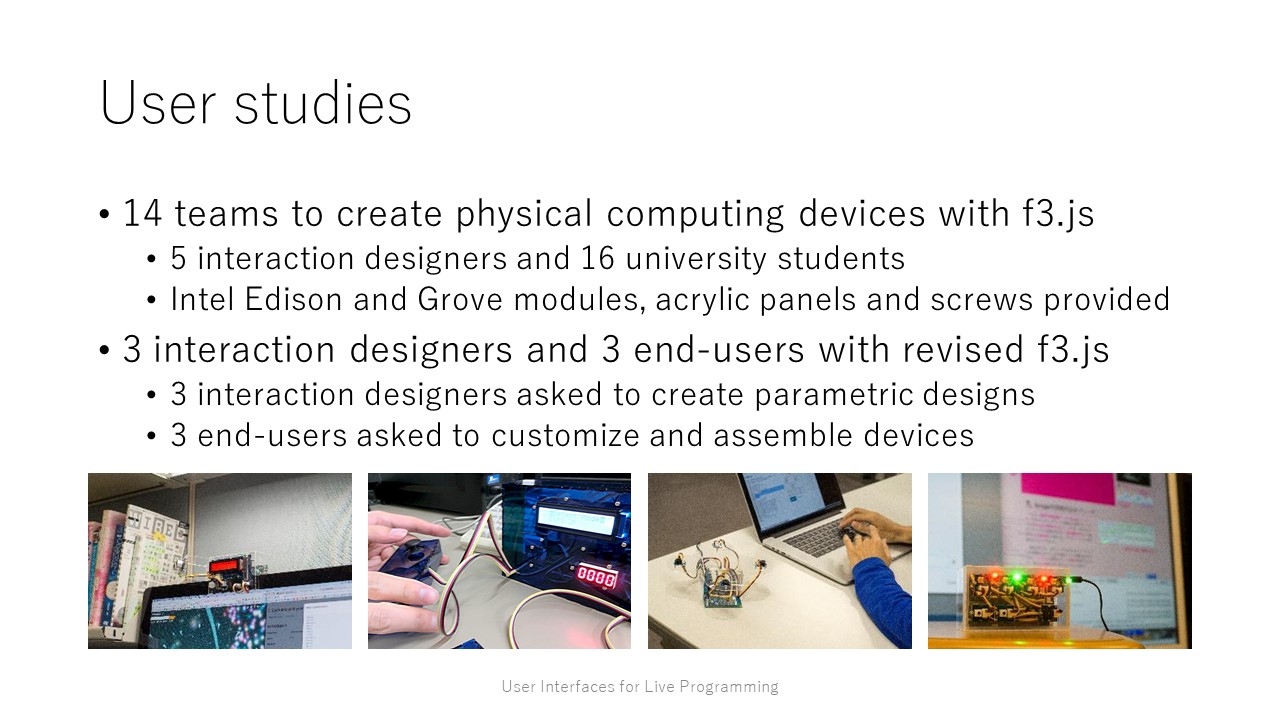 User studies
• 14 teams to create physical computing devices with f3.js
• 5 interaction designers and 16 university students
• Intel Edison and Grove modules, acrylic panels and screws provided
• 3 interaction designers and 3 end-users with revised f3.js
• 3 interaction designers asked to create parametric designs
• 3 end-users asked to customize and assemble devices
WIRED
0000
User Interfaces for Live Programming